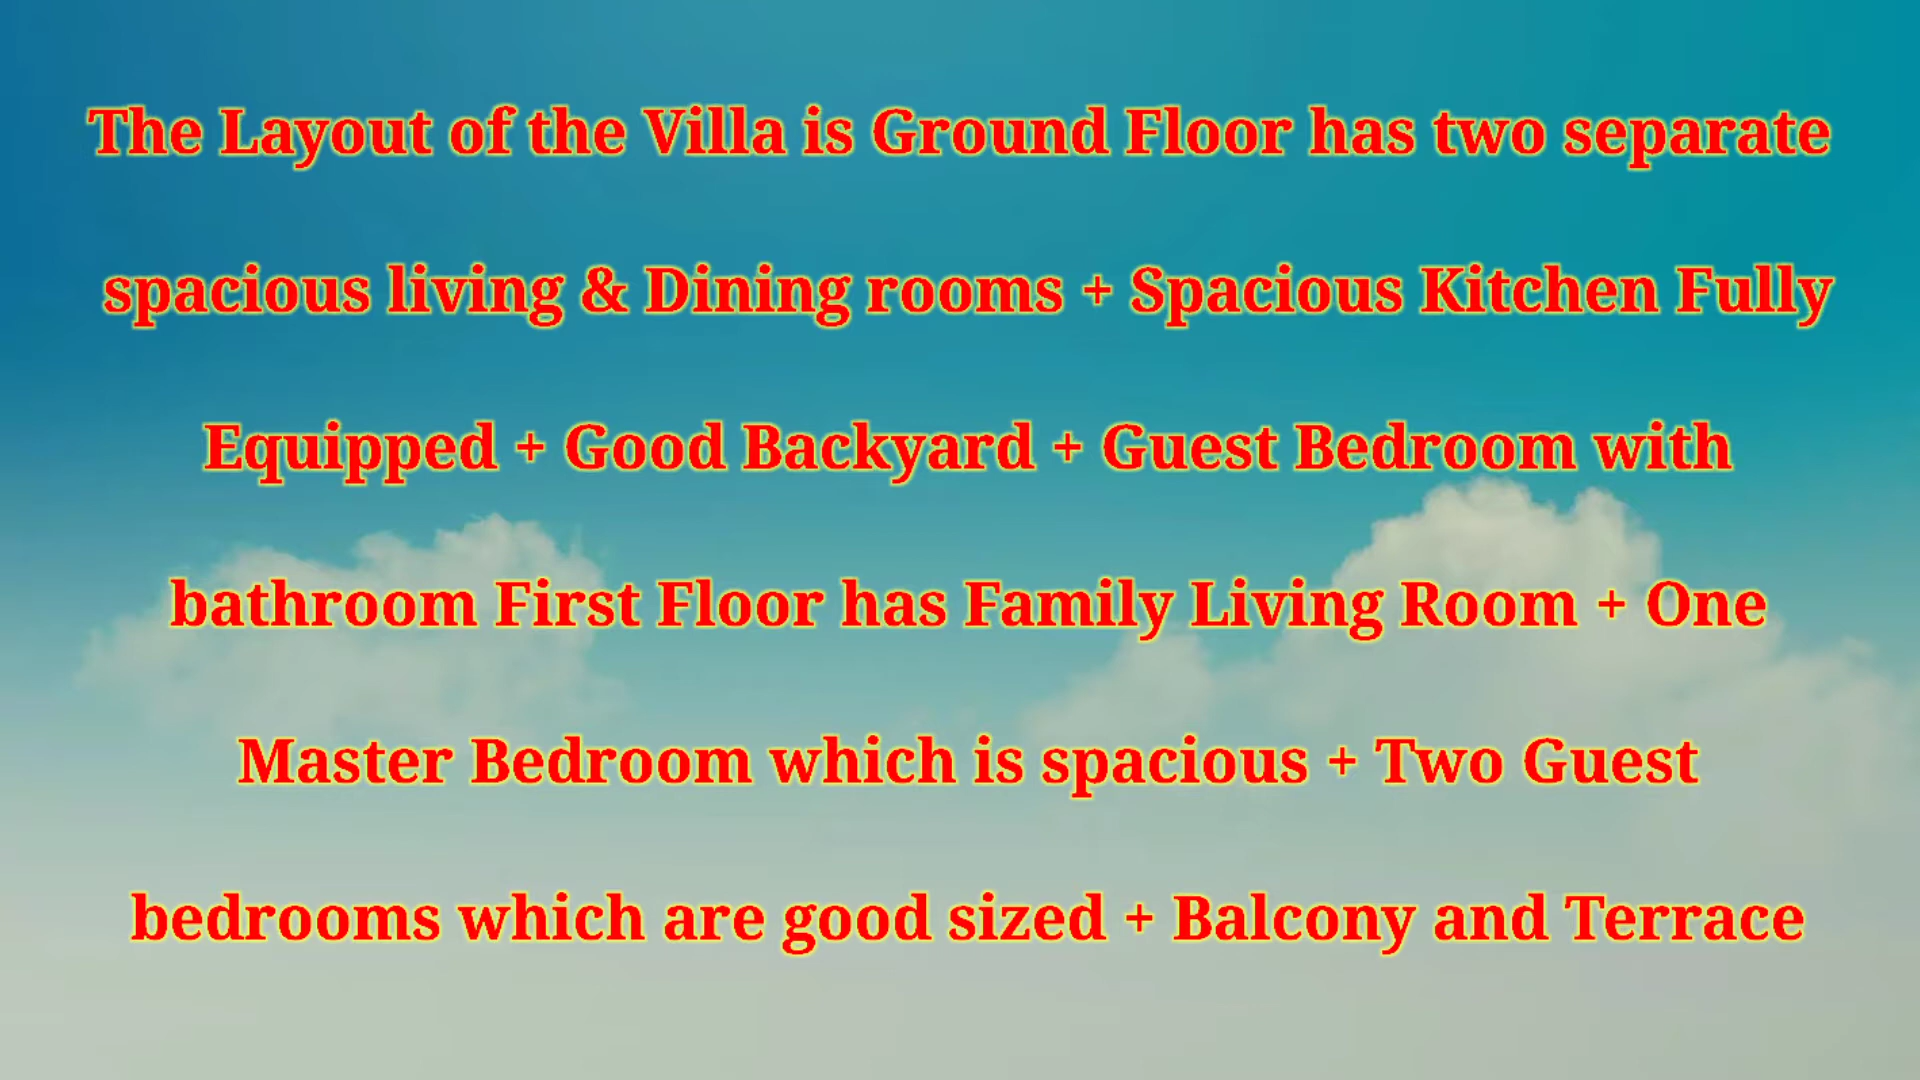 The Layout of the Villa is Ground Floor has two separate
spacious living & Dining rooms + Spacious Kitchen Fully
Equipped + Good Backyard + Guest Bedroom with
bathroom First Floor has Family Living Room + One
Master Bedroom which is spacious + Two Guest
bedrooms which are good sized + Balcony and Terrace